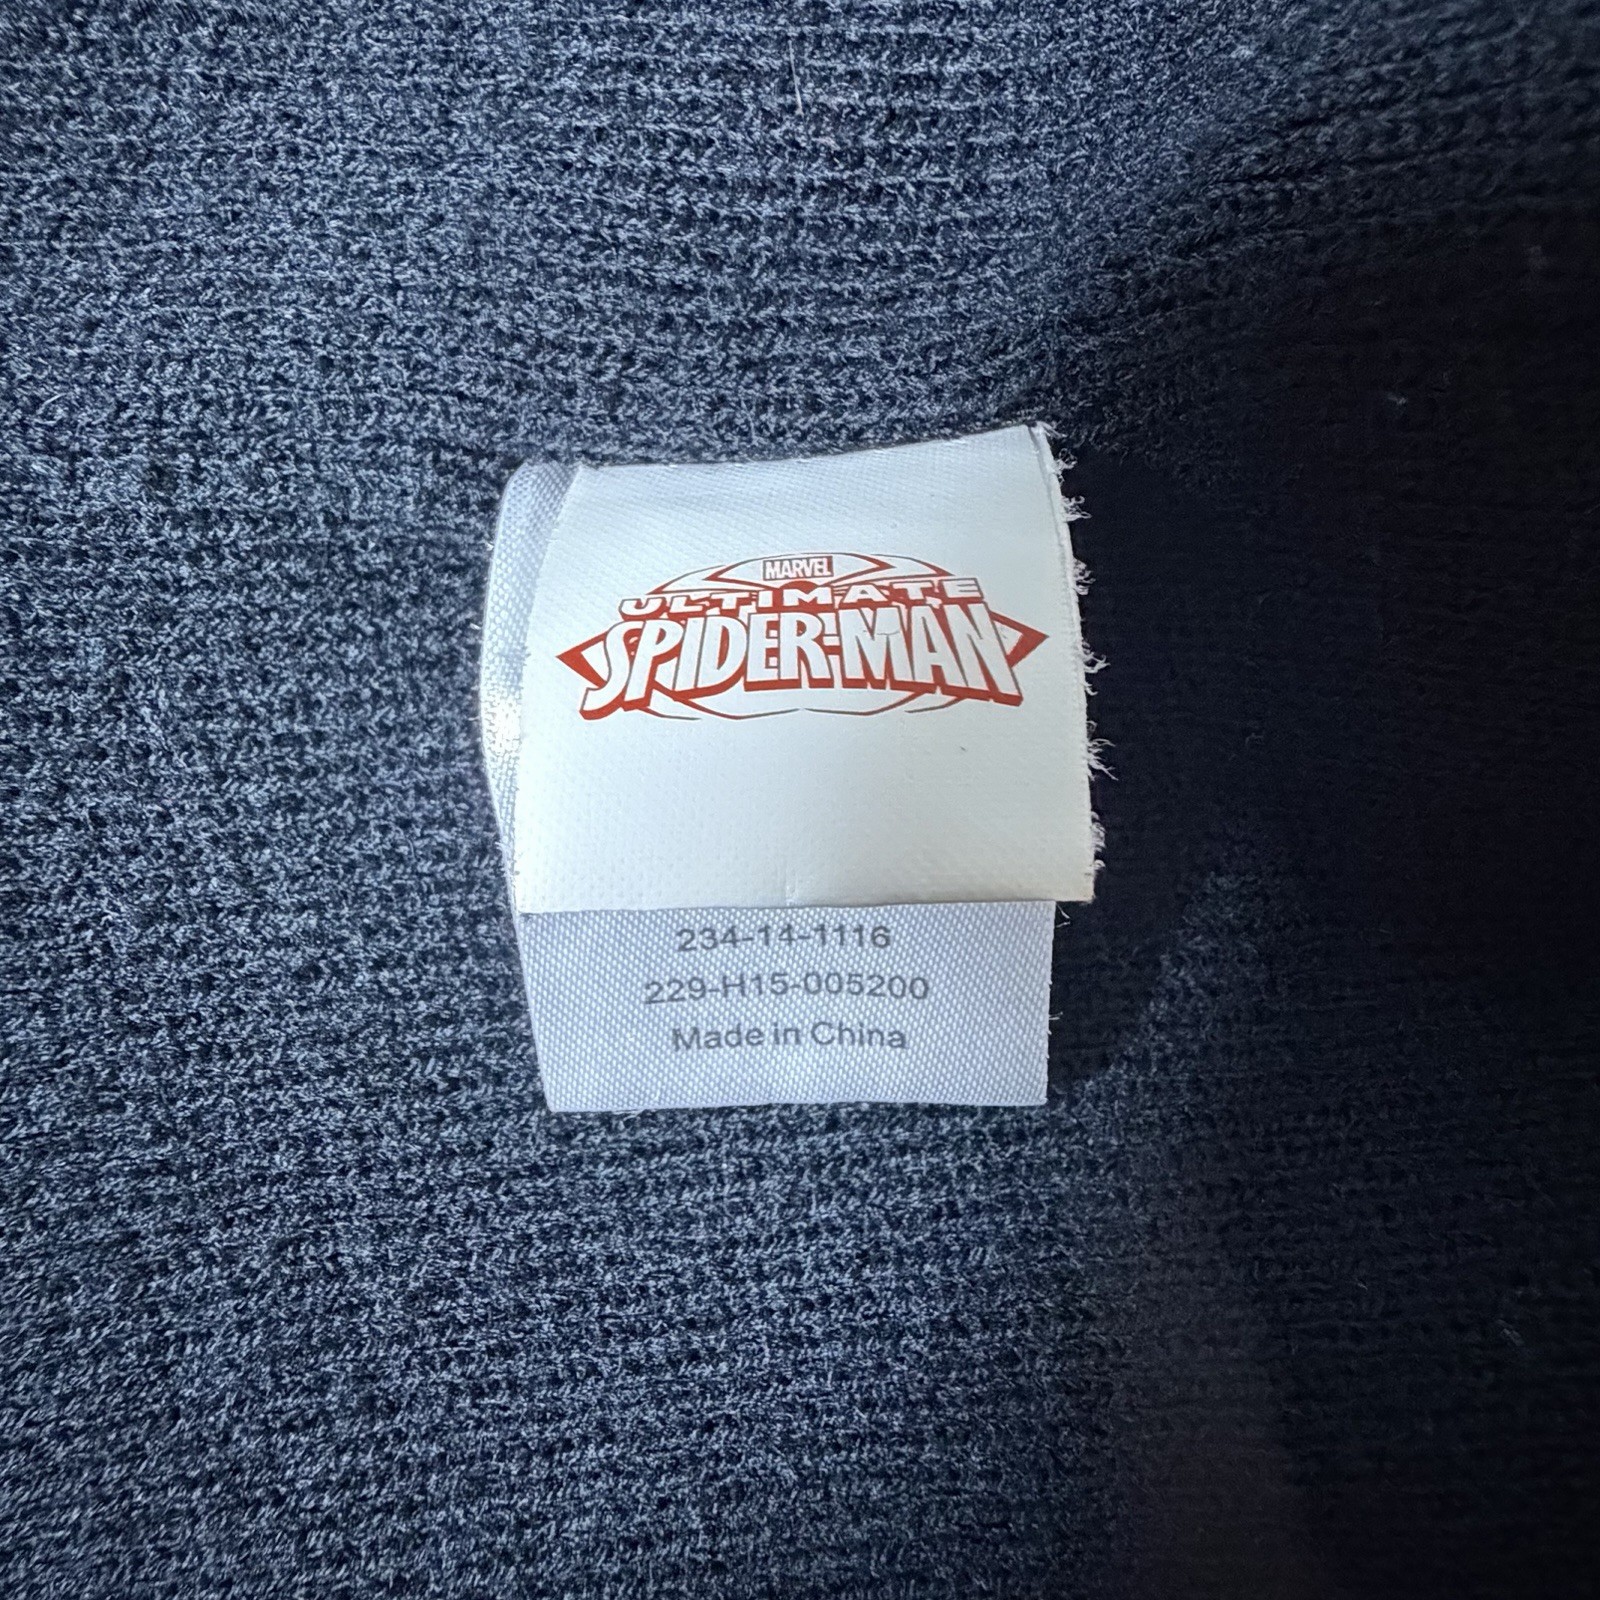 MARVEL
ULTIMATE
SPIDER-MAN
234-14-1116
229-H15-005200
Made in China